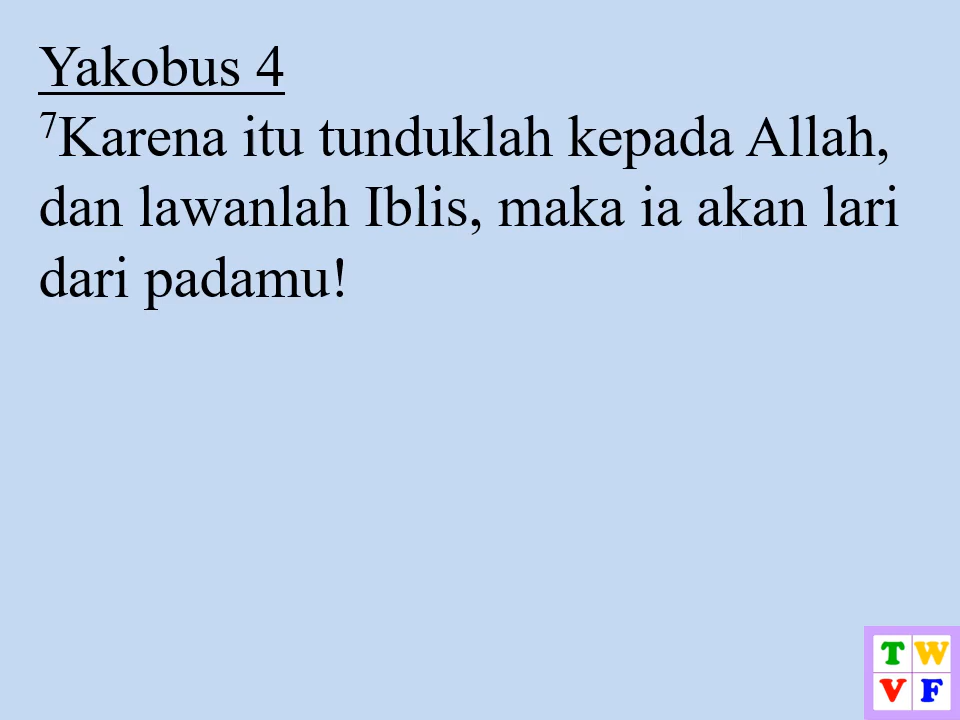 Yakobus 4
7Karena itu tunduklah kepada Allah,
dan lawanlah Iblis, maka ia akan lari
dari padamu!
T W
V F